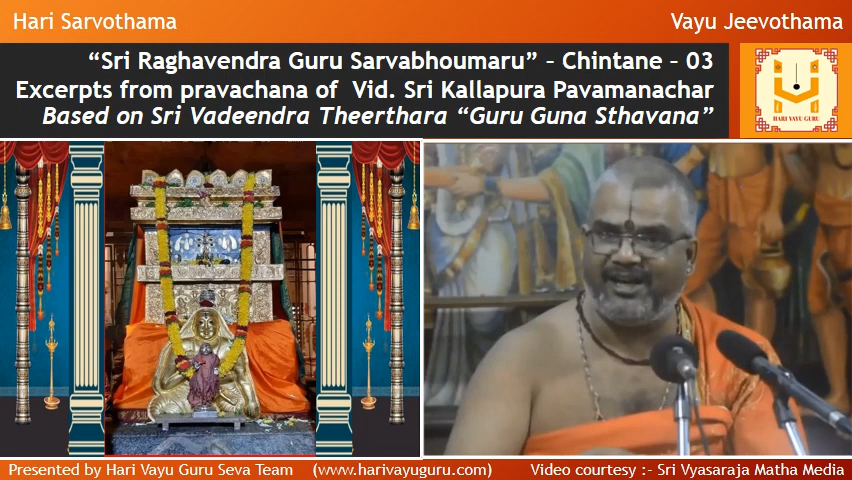 Hari Sarvothama
Vayu Jeevothama
“Sri Raghavendra Guru Sarvabhoumaru” – Chintane – 03
Excerpts from pravachana of Vid. Sri Kallapura Pavamanachar
Based on Sri Vadeendra Theerthara “Guru Guna Sthavana”
HARI VAYU GURU
Presented by Hari Vayu Guru Seva Team (www.harivayuguru.com)
Video courtesy :- Sri Vyasaraja Matha Media